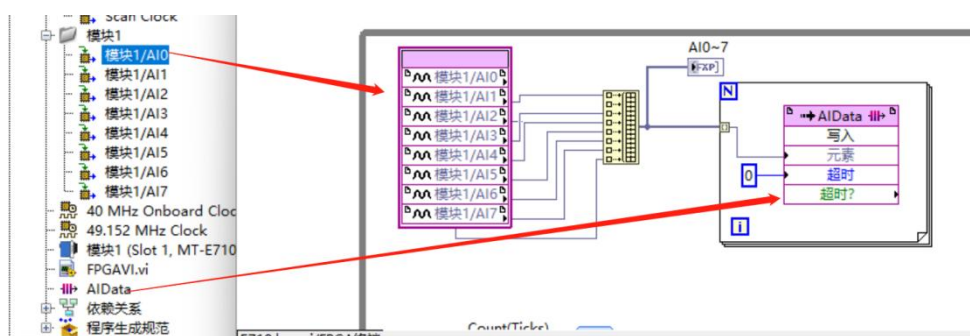 Scan Clock
模块1
模块1/AI0
模块1/AI1
模块1/AI2
模块1/AI3
模块1/AI4
模块1/AI5
模块1/AI6
模块1/AI7
40 MHz Onboard Cloc
49.152 MHz Clock
模块1 (Slot 1, MT-E710
FPGAVI.vi
AIData
依赖关系
程序生成规范
模块1/AI0
模块1/AI1
模块1/AI2
模块1/AI3
模块1/AI4
模块1/AI5
模块1/AI6
模块1/AI7
AI0~7
FXP
N
AIData
写入
元素
0
超时
超时?
i
Count(Ticks)